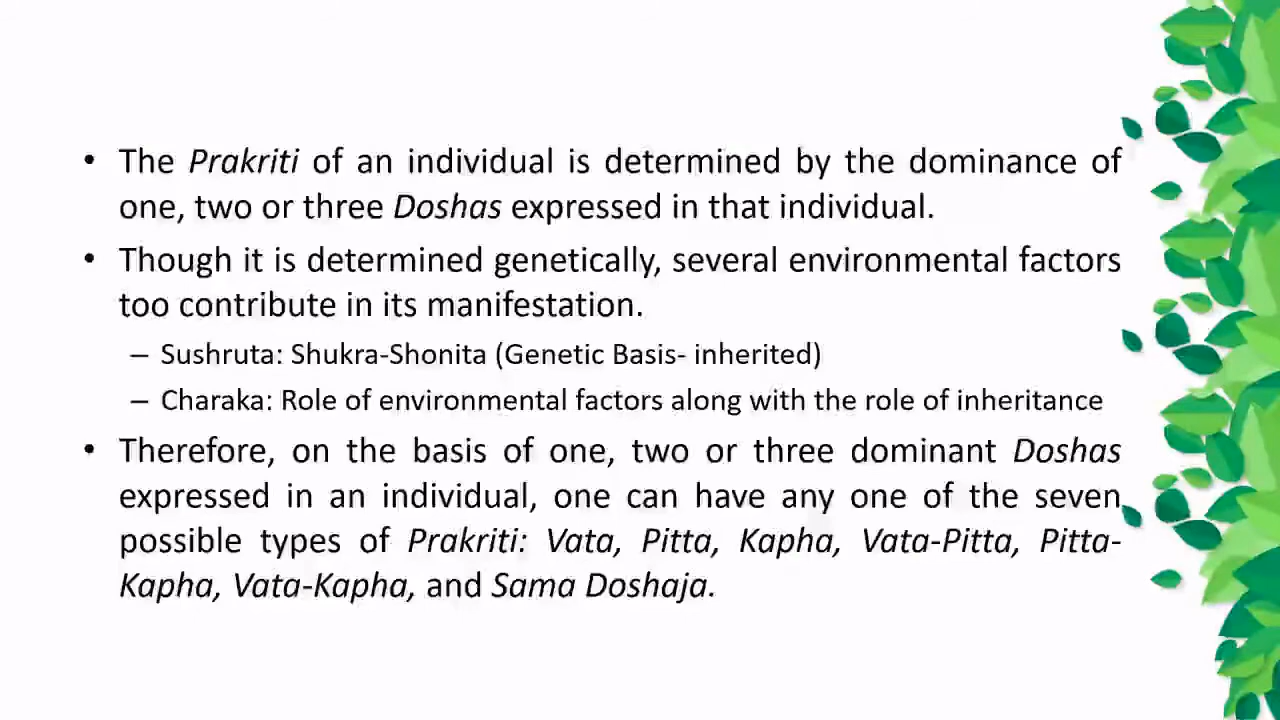 • The Prakriti of an individual is determined by the dominance of
one, two or three Doshas expressed in that individual.
• Though it is determined genetically, several environmental factors
too contribute in its manifestation.
– Sushruta: Shukra-Shonita (Genetic Basis- inherited)
– Charaka: Role of environmental factors along with the role of inheritance
• Therefore, on the basis of one, two or three dominant Doshas
expressed in an individual, one can have any one of the seven
possible types of Prakriti: Vata, Pitta, Kapha, Vata-Pitta, Pitta-
Kapha, Vata-Kapha, and Sama Doshaja.